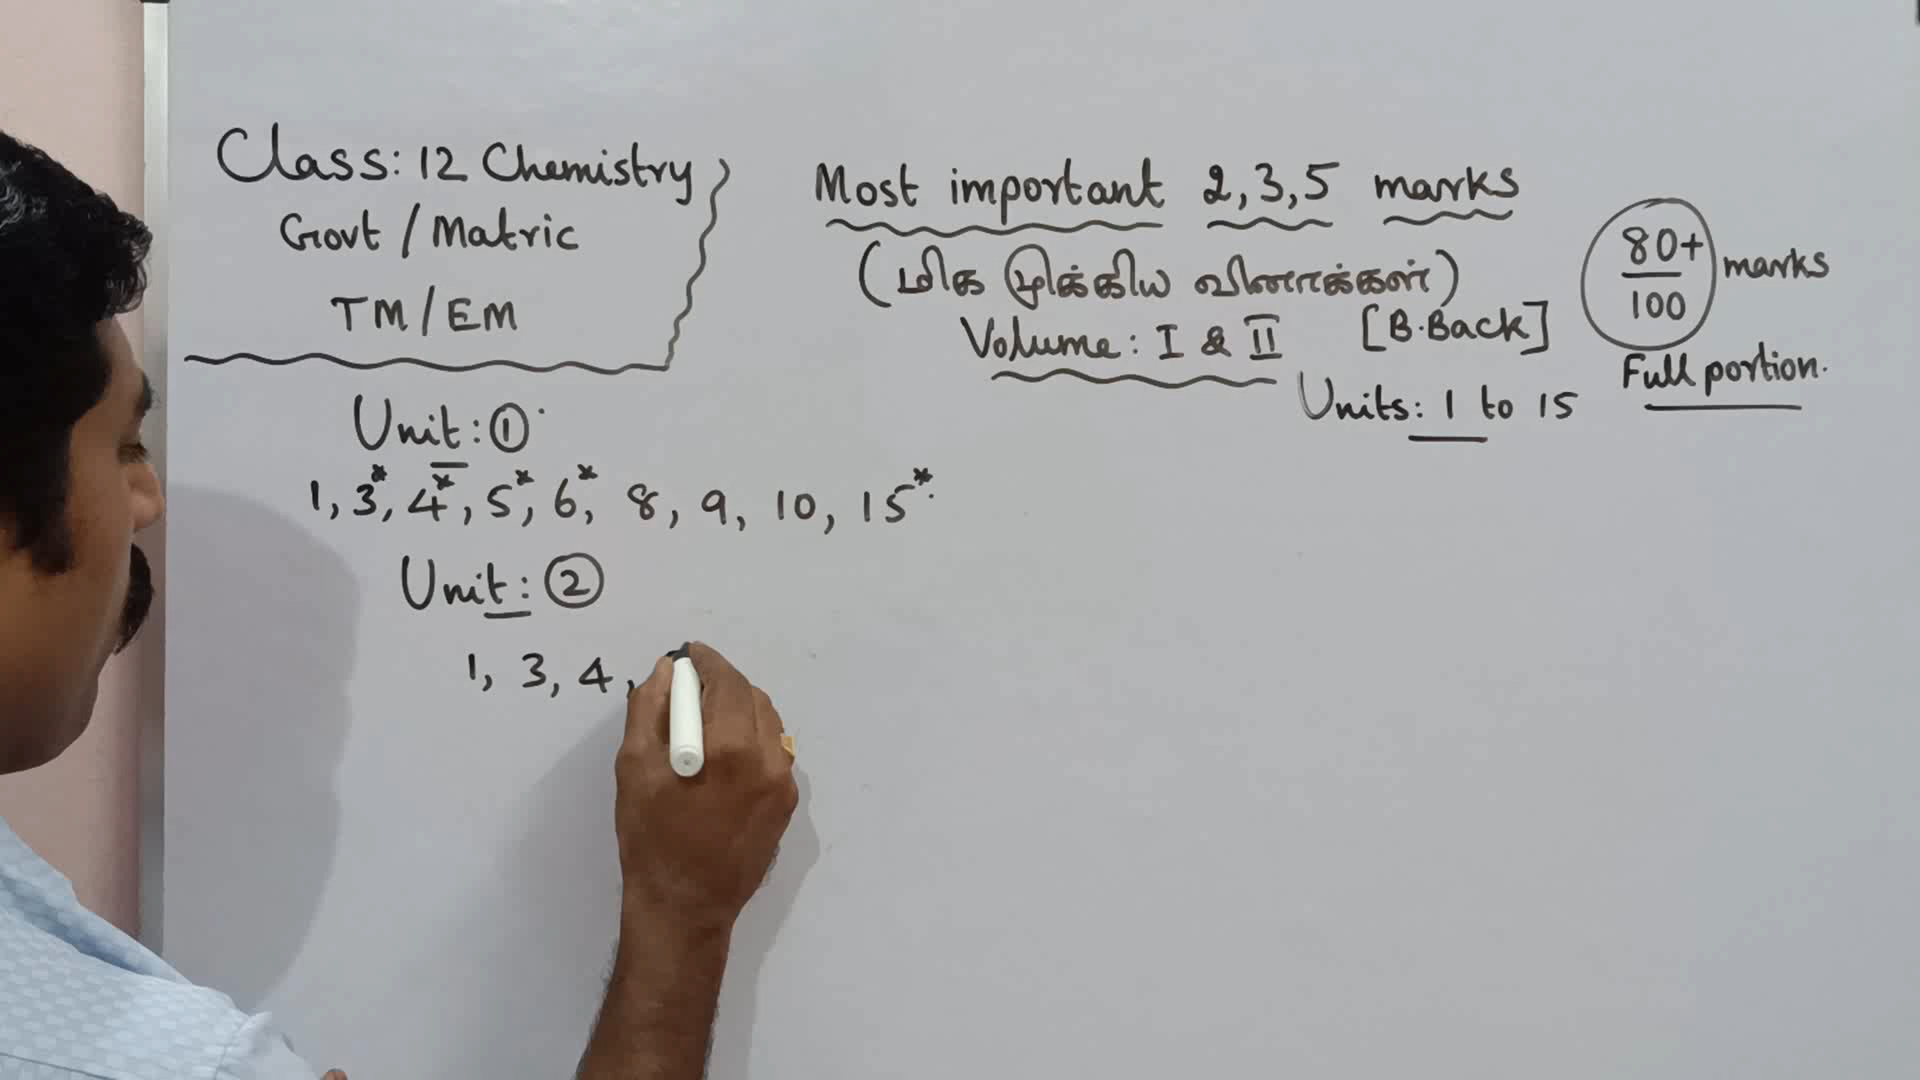 Class: 12 Chemistry
Govt / Matric
TM / EM
Most important 2, 3, 5 marks
(மிக முக்கிய வினாக்கள்)
Volume: I & II [B.Back]
Units: 1 to 15
80+/100 marks
Full portion.
Unit: ①
1, 3*, 4*, 5*, 6*, 8, 9, 10, 15*.
Unit: ②
1, 3, 4,